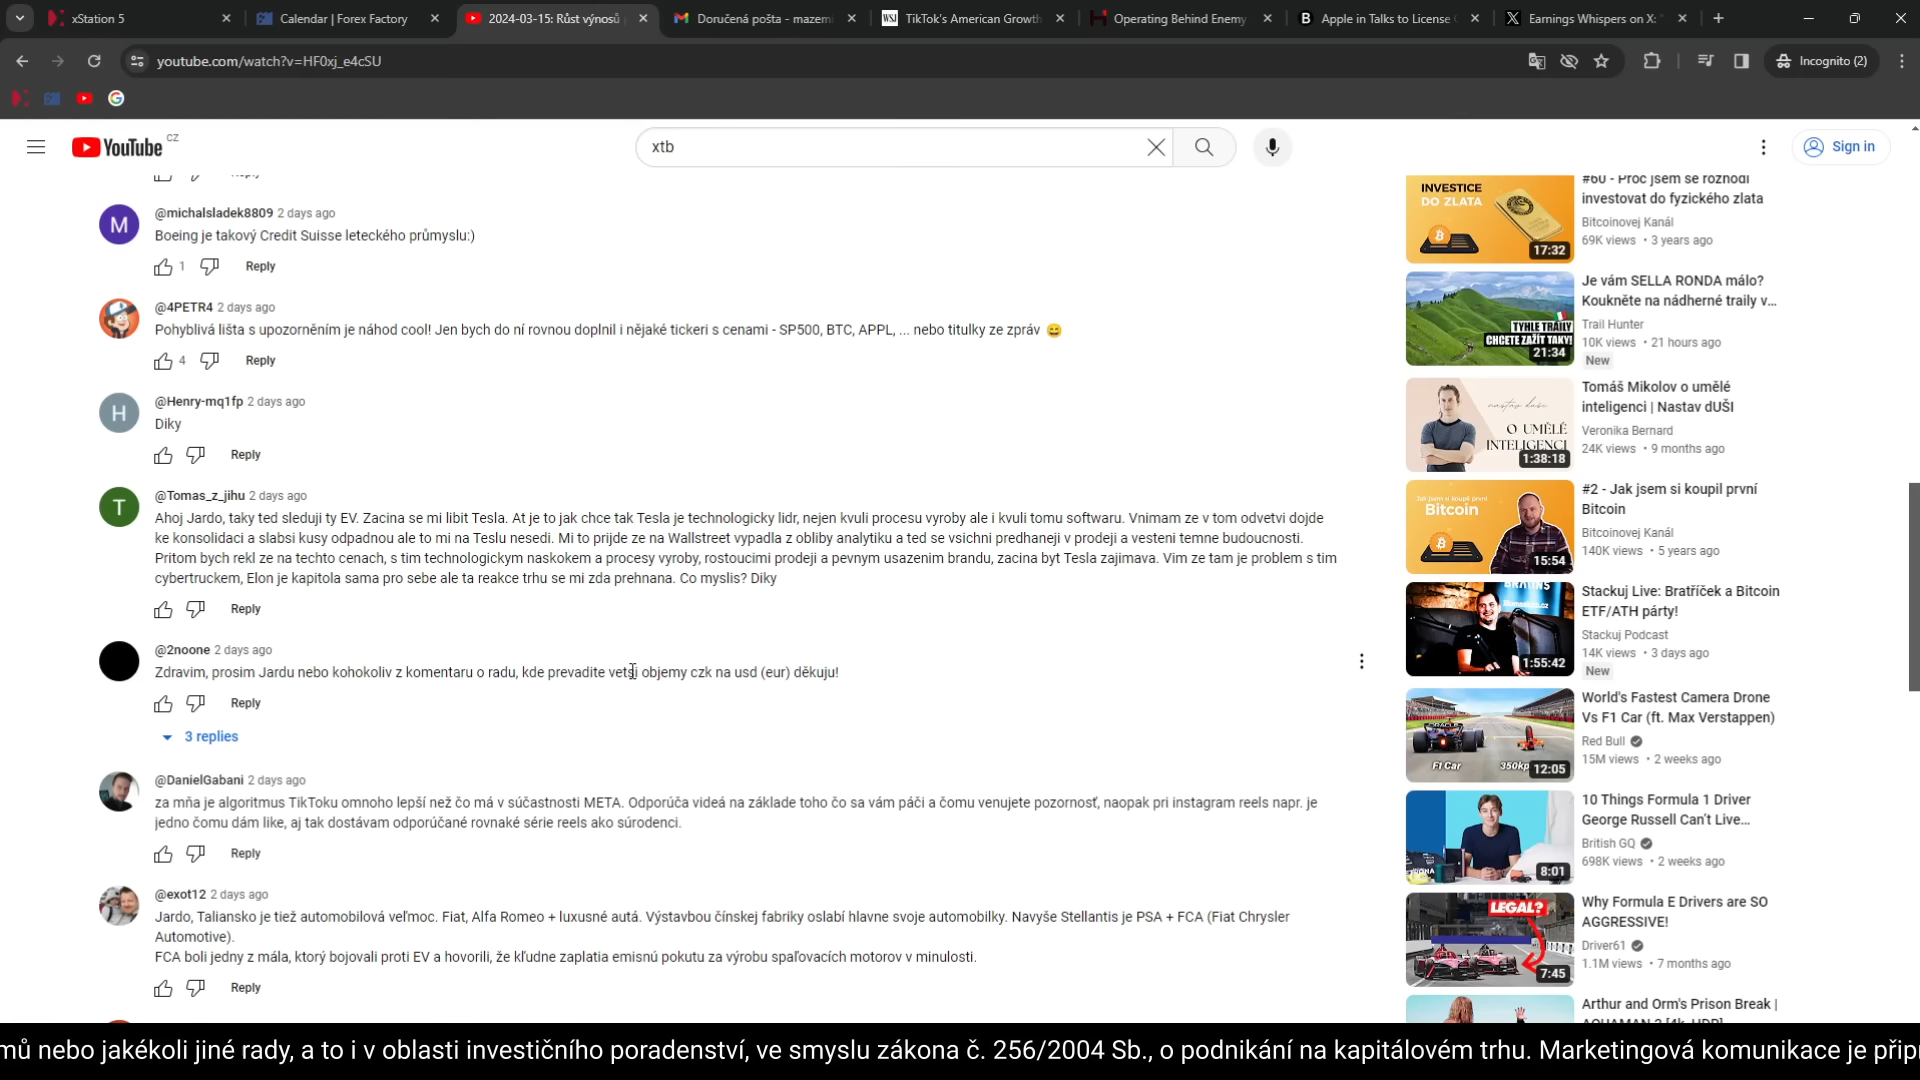 xStation 5
Calendar | Forex Factory
2024-03-15: Růst výnosů
Doručená pošta - mazem
TikTok's American Growth
Operating Behind Enemy
Apple in Talks to License
Earnings Whispers on X:
youtube.com/watch?v=HF0xj_e4cSU
Incognito (2)
YouTube CZ
xtb
Sign in
@michalsladek8809 2 days ago
Boeing je takový Credit Suisse leteckého průmyslu:)
1
Reply
@4PETR4 2 days ago
Pohyblivá lišta s upozorněním je náhod cool! Jen bych do ní rovnou doplnil i nějaké tickeri s cenami - SP500, BTC, APPL, ... nebo titulky ze zpráv 😄
4
Reply
@Henry-mq1fp 2 days ago
Diky
Reply
@Tomas_z_jihu 2 days ago
Ahoj Jardo, taky ted sleduji ty EV. Zacina se mi libit Tesla. At je to jak chce tak Tesla je technologicky lidr, nejen kvuli procesu vyroby ale i kvuli tomu softwaru. Vnimam ze v tom odvetvi dojde
ke konsolidaci a slabsi kusy odpadnou ale to mi na Teslu nesedi. Mi to prijde ze na Wallstreet vypadla z obliby analytiku a ted se vsichni predhaneji v prodeji a vesteni temne budoucnosti.
Pritom bych rekl ze na techto cenach, s tim technologickym naskokem a procesy vyroby, rostoucimi prodeji a pevnym usazenim brandu, zacina byt Tesla zajimava. Vim ze tam je problem s tim
cybertruckem, Elon je kapitola sama pro sebe ale ta reakce trhu se mi zda prehnana. Co myslis? Diky
Reply
@2noone 2 days ago
Zdravim, prosim Jardu nebo kohokoliv z komentaru o radu, kde prevadite vetsi objemy czk na usd (eur) děkuju!
Reply
3 replies
@DanielGabani 2 days ago
za mňa je algoritmus TikToku omnoho lepší než čo má v súčastnosti META. Odporúča videá na základe toho čo sa vám páči a čomu venujete pozornosť, naopak pri instagram reels napr. je
jedno čomu dám like, aj tak dostávam odporúčané rovnaké série reels ako súrodenci.
Reply
@exot12 2 days ago
Jardo, Taliansko je tiež automobilová veľmoc. Fiat, Alfa Romeo + luxusné autá. Výstavbou čínskej fabriky oslabí hlavne svoje automobilky. Navyše Stellantis je PSA + FCA (Fiat Chrysler
Automotive).
FCA boli jedny z mála, ktorý bojovali proti EV a hovorili, že kľudne zaplatia emisnú pokutu za výrobu spaľovacích motorov v minulosti.
Reply
INVESTICE
DO ZLATA
17:32
#60 - Proč jsem se rozhodl
investovat do fyzického zlata
Bitcoinovej Kanál
69K views • 3 years ago
TYHLE TRAILY
CHCETE ZAŽÍT TAKY!
21:34
Je vám SELLA RONDA málo?
Koukněte na nádherné traily v...
Trail Hunter
10K views • 21 hours ago
New
nastav duši
O UMĚLÉ
INTELIGENCI
1:38:18
Tomáš Mikolov o umělé
inteligenci | Nastav dUŠI
Veronika Bernard
24K views • 9 months ago
Jak jsem si koupil první
Bitcoin
15:54
#2 - Jak jsem si koupil první
Bitcoin
Bitcoinovej Kanál
140K views • 5 years ago
1:55:42
Stackuj Live: Bratříček a Bitcoin
ETF/ATH párty!
Stackuj Podcast
14K views • 3 days ago
New
F1 Car
12:05
World's Fastest Camera Drone
Vs F1 Car (ft. Max Verstappen)
Red Bull
15M views • 2 weeks ago
8:01
10 Things Formula 1 Driver
George Russell Can't Live...
British GQ
698K views • 2 weeks ago
LEGAL?
7:45
Why Formula E Drivers are SO
AGGRESSIVE!
Driver61
1.1M views • 7 months ago
Arthur and Orm's Prison Break |
mů nebo jakékoli jiné rady, a to i v oblasti investičního poradenství, ve smyslu zákona č. 256/2004 Sb., o podnikání na kapitálovém trhu. Marketingová komunikace je přip